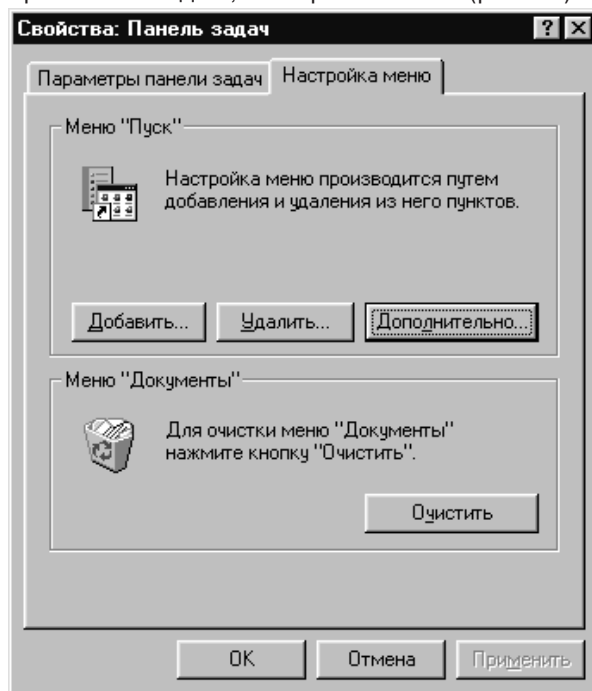 Свойства: Панель задач
Параметры панели задач Настройка меню
Меню "Пуск"
Настройка меню производится путем
добавления и удаления из него пунктов.
Добавить... Удалить... Дополнительно...
Меню "Документы"
Для очистки меню "Документы"
нажмите кнопку "Очистить".
Очистить
OK Отмена Применить